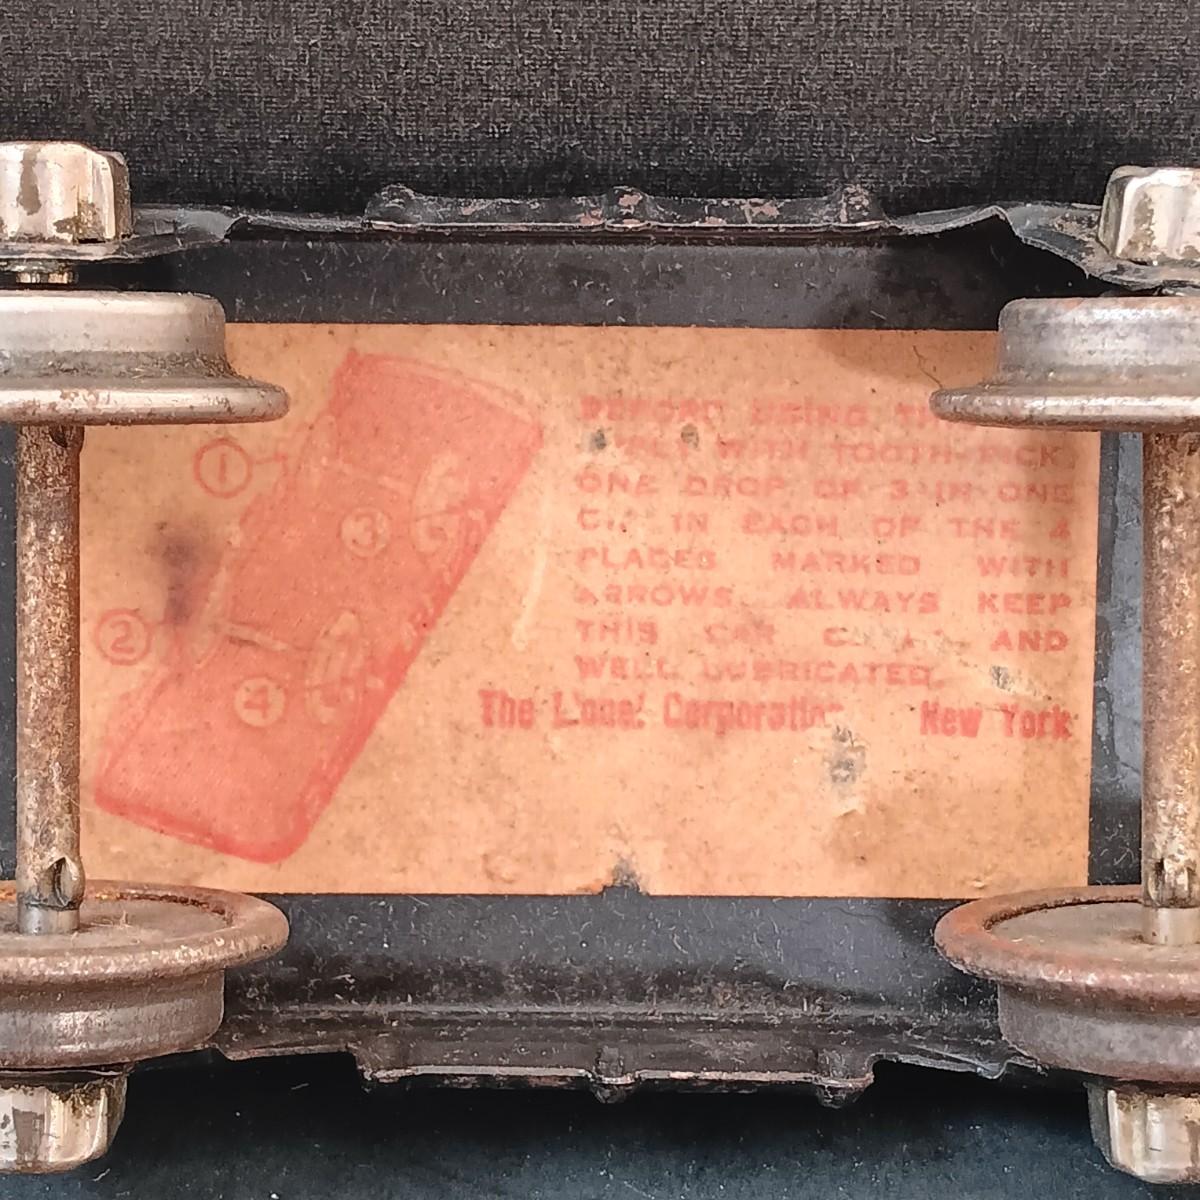 ①
②
③
④
BEFORE USING
WITH TOOTH-PICK
ONE DROP OF 3-IN-ONE
IN EACH OF THE 4
PLACES MARKED WITH
ARROWS. ALWAYS KEEP
THIS CAR AND
WELL LUBRICATED.
The Lionel Corporation New York